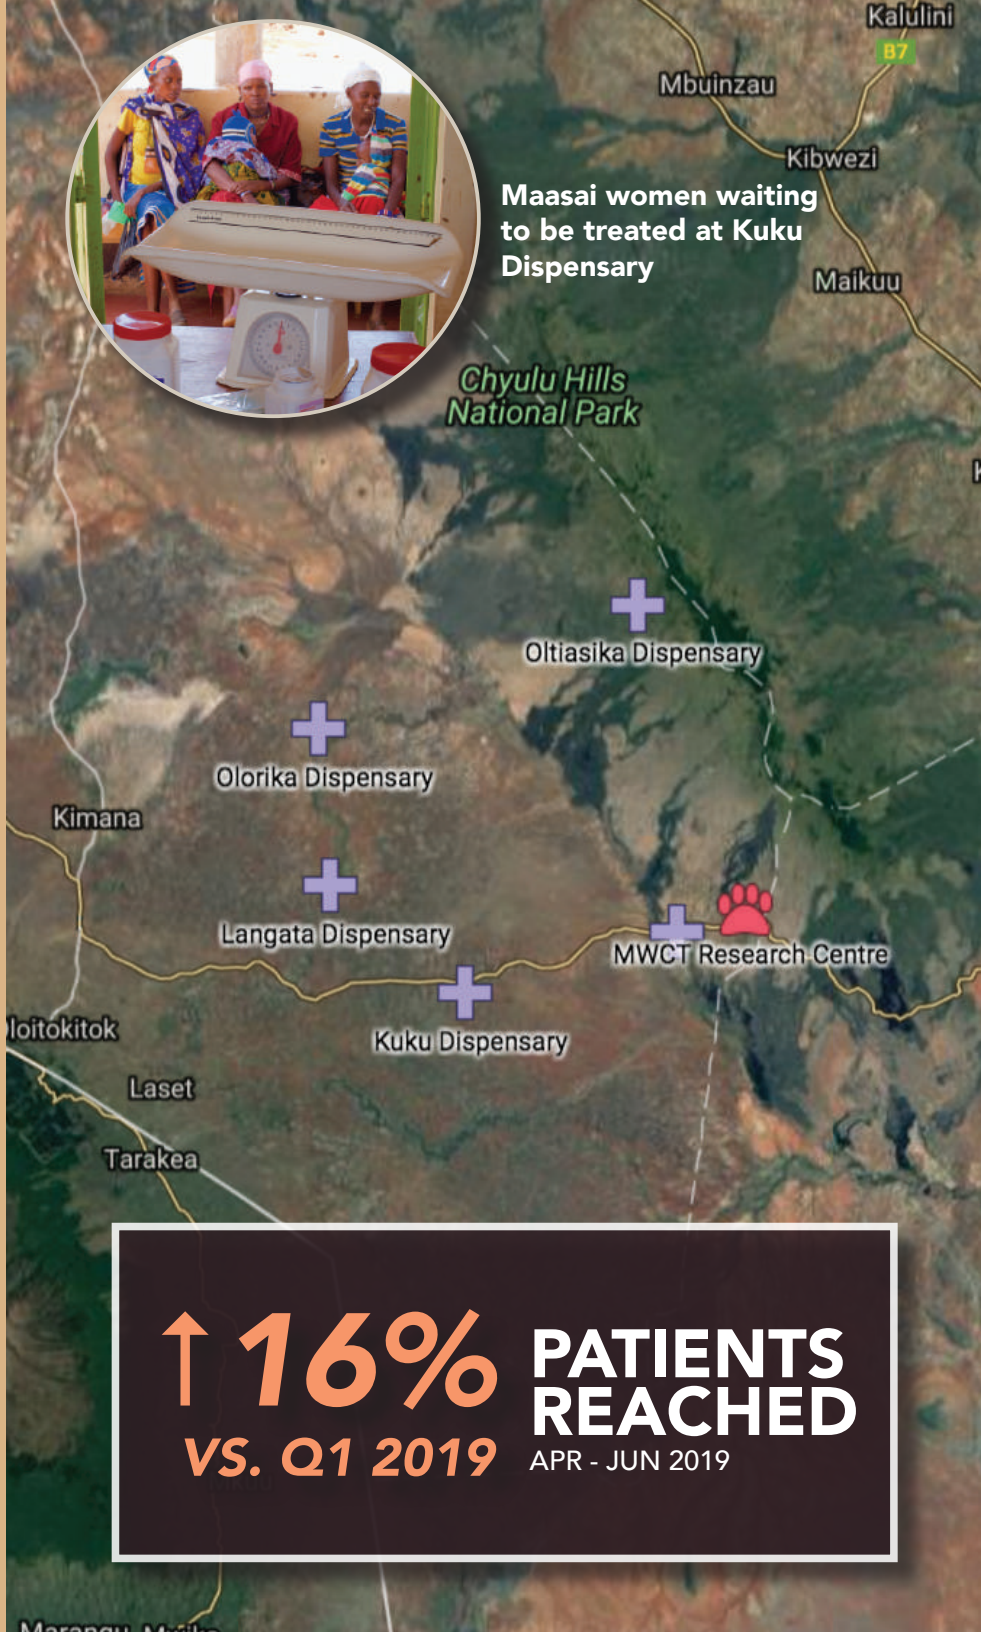 Kalulini
B7
Mbuinzau
Kibwezi
Maasai women waiting
to be treated at Kuku
Dispensary
Maikuu
Chyulu Hills
National Park
Oltiasika Dispensary
Olorika Dispensary
Kimana
Langata Dispensary
MWCT Research Centre
loitokitok
Kuku Dispensary
Laset
Tarakea
↑16%
VS. Q1 2019
PATIENTS
REACHED
APR - JUN 2019
Marangu